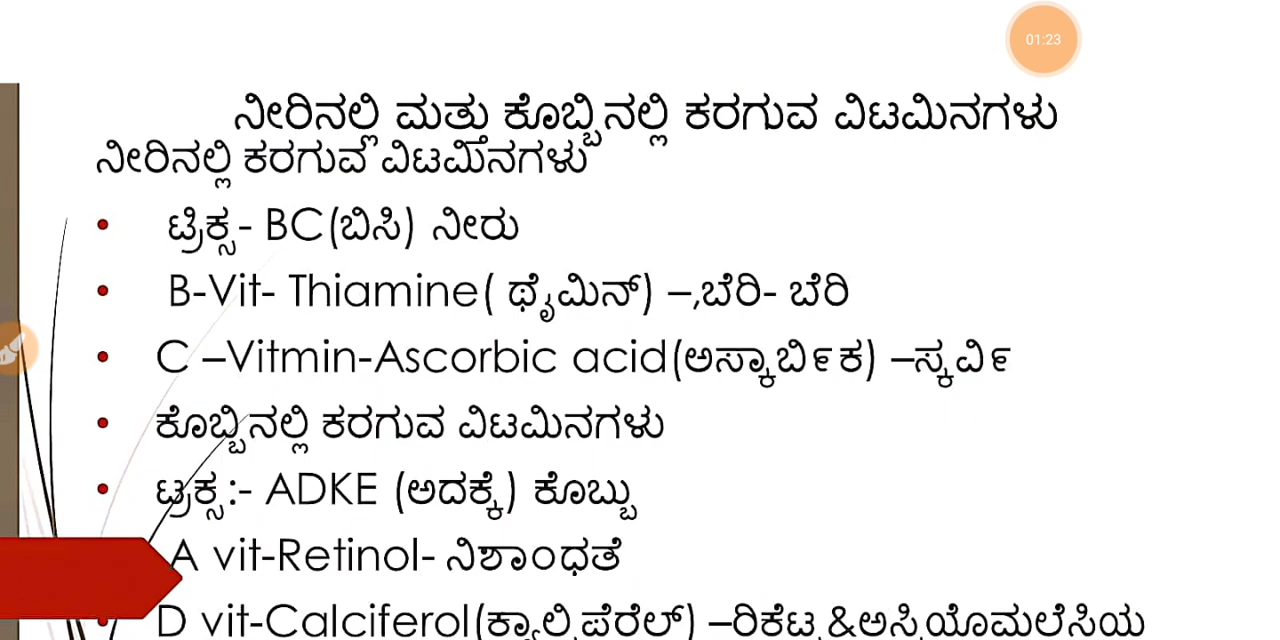 01:23
ನೀರಿನಲ್ಲಿ ಮತ್ತು ಕೊಬ್ಬಿನಲ್ಲಿ ಕರಗುವ ವಿಟಮಿನಗಳು
ನೀರಿನಲ್ಲಿ ಕರಗುವ ವಿಟಮಿನಗಳು
• ಟ್ರಿಕ್ಸ- BC(ಬಿಸಿ) ನೀರು
• B-Vit- Thiamine( ಥೈಮಿನ್) –,ಬೆರಿ- ಬೆರಿ
• C –Vitmin-Ascorbic acid(ಅಸ್ಕಾರ್ಬಿಕ) –ಸ್ಕರ್ವಿ
• ಕೊಬ್ಬಿನಲ್ಲಿ ಕರಗುವ ವಿಟಮಿನಗಳು
• ಟ್ರಕ್ಸ:- ADKE (ಅದಕ್ಕೆ) ಕೊಬ್ಬು
A vit-Retinol- ನಿಶಾಂಧತೆ
• D vit-Calciferol(ಕ್ಯಾಲ್ಸಿಪೆರೆಲ್) –ರಿಕೆಟ್ಸ &ಅಸ್ಟಿಯೊಮಲೆಸಿಯ